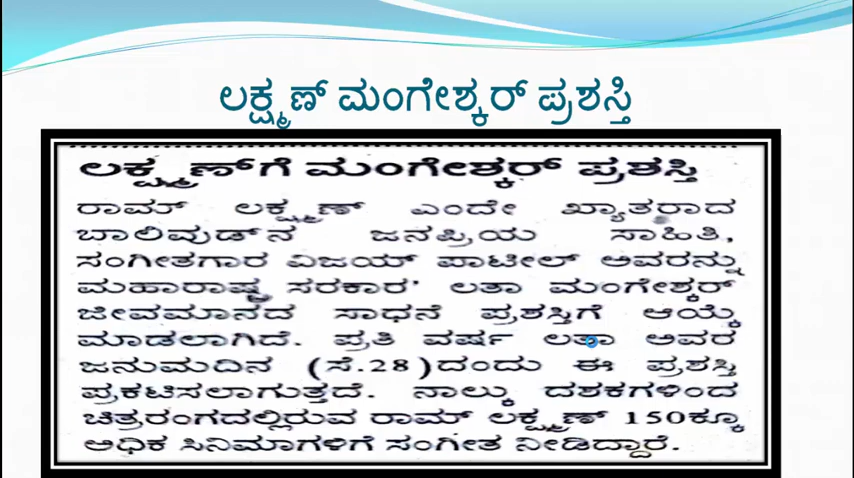 ಲಕ್ಷ್ಮಣ್ ಮಂಗೇಶ್ಕರ್ ಪ್ರಶಸ್ತಿ
ಲಕ್ಷ್ಮಣ್‌ಗೆ ಮಂಗೇಶ್ಕರ್ ಪ್ರಶಸ್ತಿ
ರಾಮ್ ಲಕ್ಷ್ಮಣ್ ಎಂದೇ ಖ್ಯಾತರಾದ
ಬಾಲಿವುಡ್‌ನ ಜನಪ್ರಿಯ ಸಾಹಿತಿ,
ಸಂಗೀತಗಾರ ವಿಜಯ್ ಪಾಟೀಲ್ ಅವರನ್ನು
ಮಹಾರಾಷ್ಟ್ರ ಸರಕಾರ' ಲತಾ ಮಂಗೇಶ್ಕರ್
ಜೀವಮಾನದ ಸಾಧನೆ ಪ್ರಶಸ್ತಿಗೆ ಆಯ್ಕೆ
ಮಾಡಲಾಗಿದೆ. ಪ್ರತಿ ವರ್ಷ ಲತಾ ಅವರ
ಜನುಮದಿನ (ಸೆ.28)ದಂದು ಈ ಪ್ರಶಸ್ತಿ
ಪ್ರಕಟಿಸಲಾಗುತ್ತದೆ. ನಾಲ್ಕು ದಶಕಗಳಿಂದ
ಚಿತ್ರರಂಗದಲ್ಲಿರುವ ರಾಮ್ ಲಕ್ಷ್ಮಣ್ 150ಕ್ಕೂ
ಅಧಿಕ ಸಿನಿಮಾಗಳಿಗೆ ಸಂಗೀತ ನೀಡಿದ್ದಾರೆ.